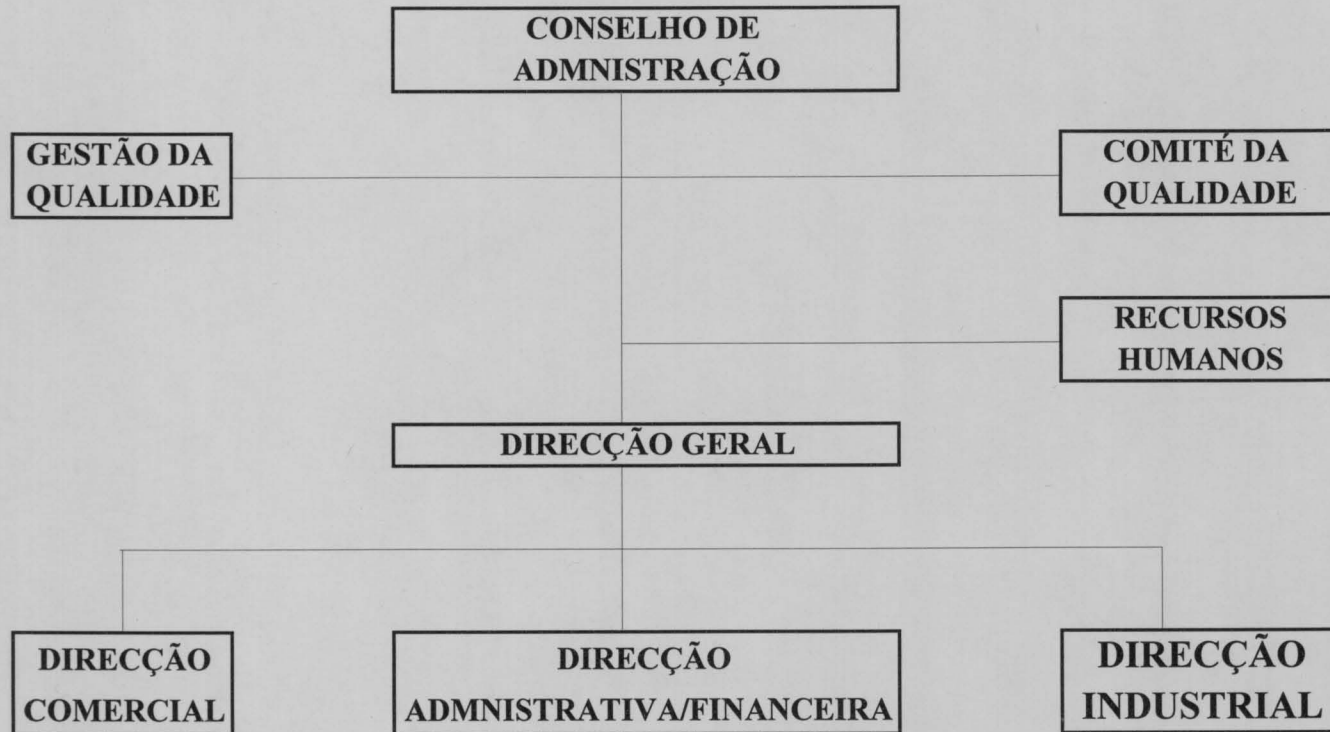 CONSELHO DE
ADMNISTRAÇÃO
GESTÃO DA
QUALIDADE
COMITÉ DA
QUALIDADE
RECURSOS
HUMANOS
DIRECÇÃO GERAL
DIRECÇÃO
COMERCIAL
DIRECÇÃO
ADMNISTRATIVA/FINANCEIRA
DIRECÇÃO
INDUSTRIAL